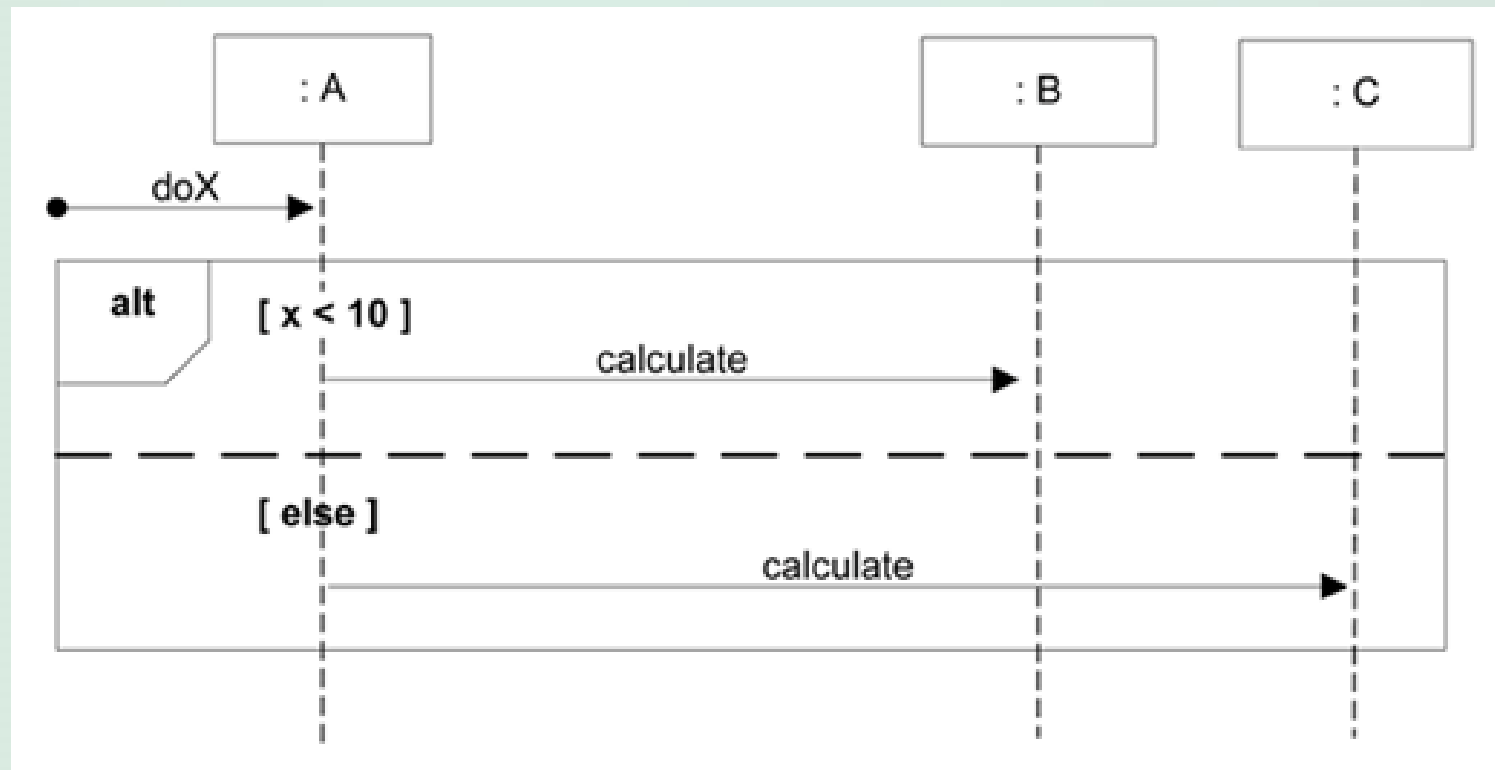 : A
: B
: C
doX
alt
[ x < 10 ]
calculate
[ else ]
calculate